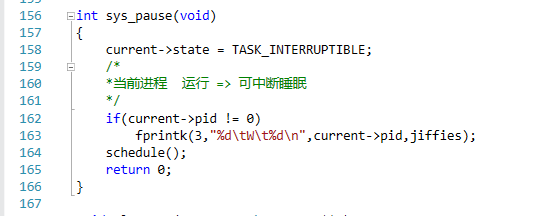 156 int sys_pause(void)
157 {
158 current->state = TASK_INTERRUPTIBLE;
159 /*
160 *当前进程 运行 => 可中断睡眠
161 */
162 if(current->pid != 0)
163 fprintk(3,"%d\tW\t%d\n",current->pid,jiffies);
164 schedule();
165 return 0;
166 }
167